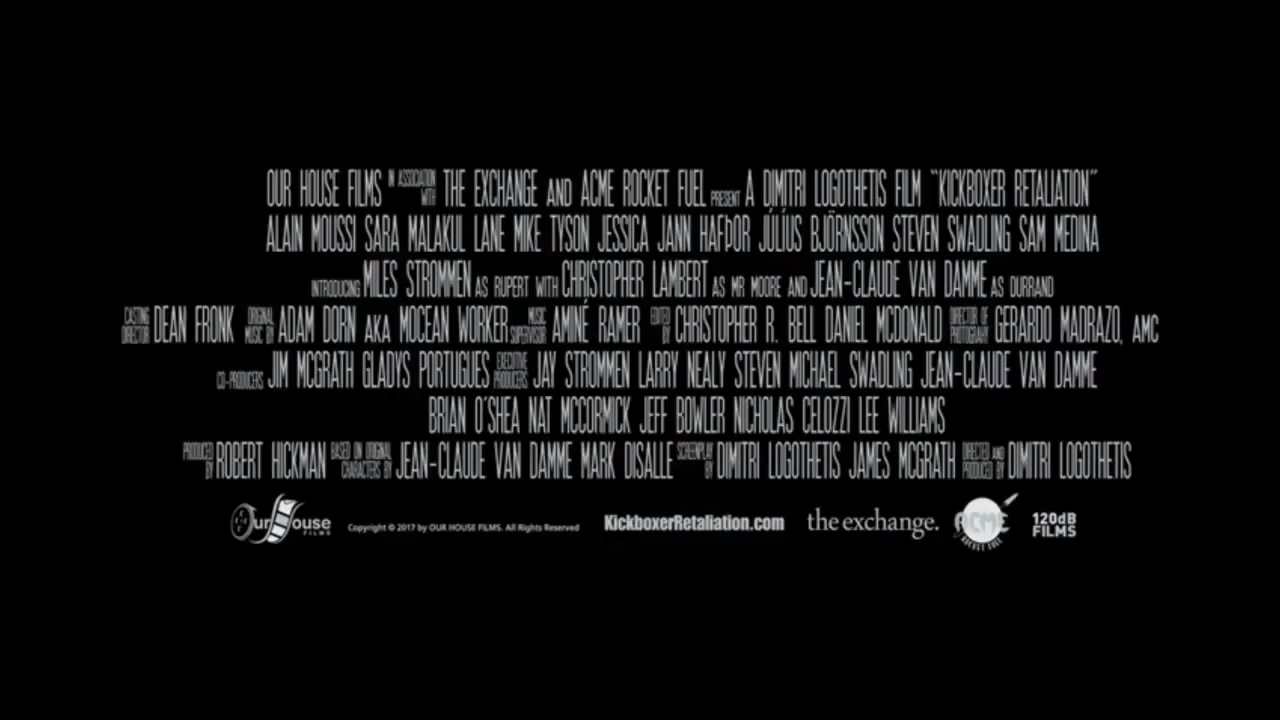 OUR HOUSE FILMS IN ASSOCIATION WITH THE EXCHANGE AND ACME ROCKET FUEL PRESENT A DIMITRI LOGOTHETIS FILM "KICKBOXER RETALIATION"
ALAIN MOUSSI SARA MALAKUL LANE MIKE TYSON JESSICA JANN HAFÞOR JÚLÍUS BJÖRNSSON STEVEN SWADLING SAM MEDINA
INTRODUCING MILES STROMMEN AS RUPERT WITH CHRISTOPHER LAMBERT AS MR MOORE AND JEAN-CLAUDE VAN DAMME AS DURRAND
CASTING DIRECTOR DEAN FRONK ORIGINAL MUSIC BY ADAM DORN AKA MOCEAN WORKER MUSIC SUPERVISOR AMINÉ RAMER EDITED BY CHRISTOPHER R. BELL DANIEL MCDONALD DIRECTOR OF PHOTOGRAHY GERARDO MADRAZO, AMC
CO-PRODUCERS JIM MCGRATH GLADYS PORTUGUES EXECUTIVE PRODUCERS JAY STROMMEN LARRY NEALY STEVEN MICHAEL SWADLING JEAN-CLAUDE VAN DAMME
BRIAN O'SHEA NAT MCCORMICK JEFF BOWLER NICHOLAS CELOZZI LEE WILLIAMS
PRODUCED BY ROBERT HICKMAN BASED ON ORIGINAL CHARACTERS BY JEAN-CLAUDE VAN DAMME MARK DISALLE SCREENPLAY BY DIMITRI LOGOTHETIS JAMES MCGRATH DIRECTED AND PRODUCED BY DIMITRI LOGOTHETIS
Our House FILMS Copyright © 2017 by OUR HOUSE FILMS. All Rights Reserved KickboxerRetaliation.com the exchange. ACME ROCKET FUEL 120dB FILMS